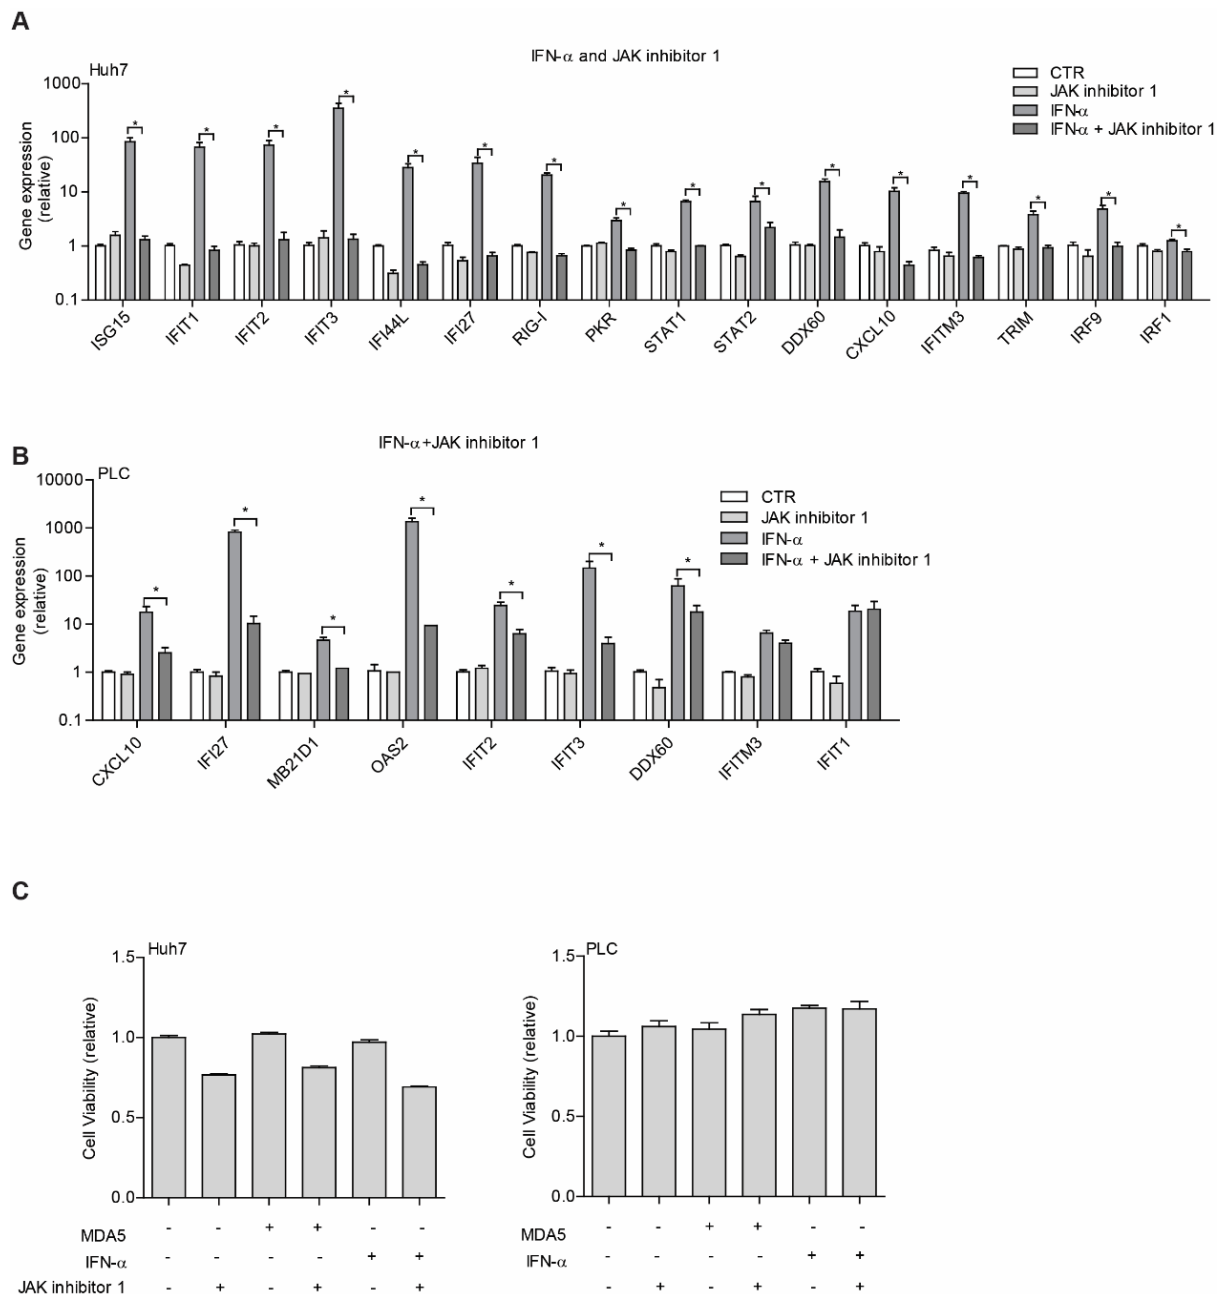 A
IFN-α and JAK inhibitor 1
Huh7
CTR
JAK inhibitor 1
IFN-α
IFN-α + JAK inhibitor 1
Gene expression
(relative)
1000
100
10
1
0.1
* * * * * * * * * * * * * * * *
ISG15 IFIT1 IFIT2 IFIT3 IFI44L IFI27 RIG-I PKR STAT1 STAT2 DDX60 CXCL10 IFITM3 TRIM IRF9 IRF1
B
IFN-α+JAK inhibitor 1
PLC
CTR
JAK inhibitor 1
IFN-α
IFN-α + JAK inhibitor 1
Gene expression
(relative)
10000
1000
100
10
1
0.1
* * * * * * *
CXCL10 IFI27 MB21D1 OAS2 IFIT2 IFIT3 DDX60 IFITM3 IFIT1
C
Huh7
Cell Viability (relative)
1.5
1.0
0.5
0.0
MDA5 - - + + - -
IFN-α - - - - + +
JAK inhibitor 1 - + - + - +
PLC
Cell Viability (relative)
1.5
1.0
0.5
0.0
MDA5 - - + + - -
IFN-α - - - - + +
- + - + - +